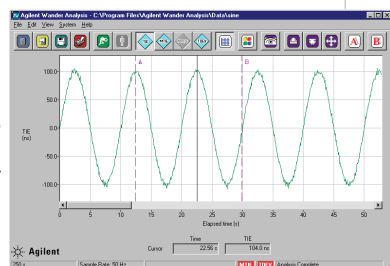 Agilent Wander Analysis - C:\Program Files\Agilent Wander Analysis\Data\sine
File Edit View System Help
A B
A B
100.0
50.0
0.0
-50.0
-100.0
TIE
(ns)
0 5 10 15 20 25 30 35 40 45 50
Elapsed time (s)
Time TIE
Cursor 22.56 s 104.0 ns
Agilent
250 s Sample Rate: 50 Hz Analysis Complete